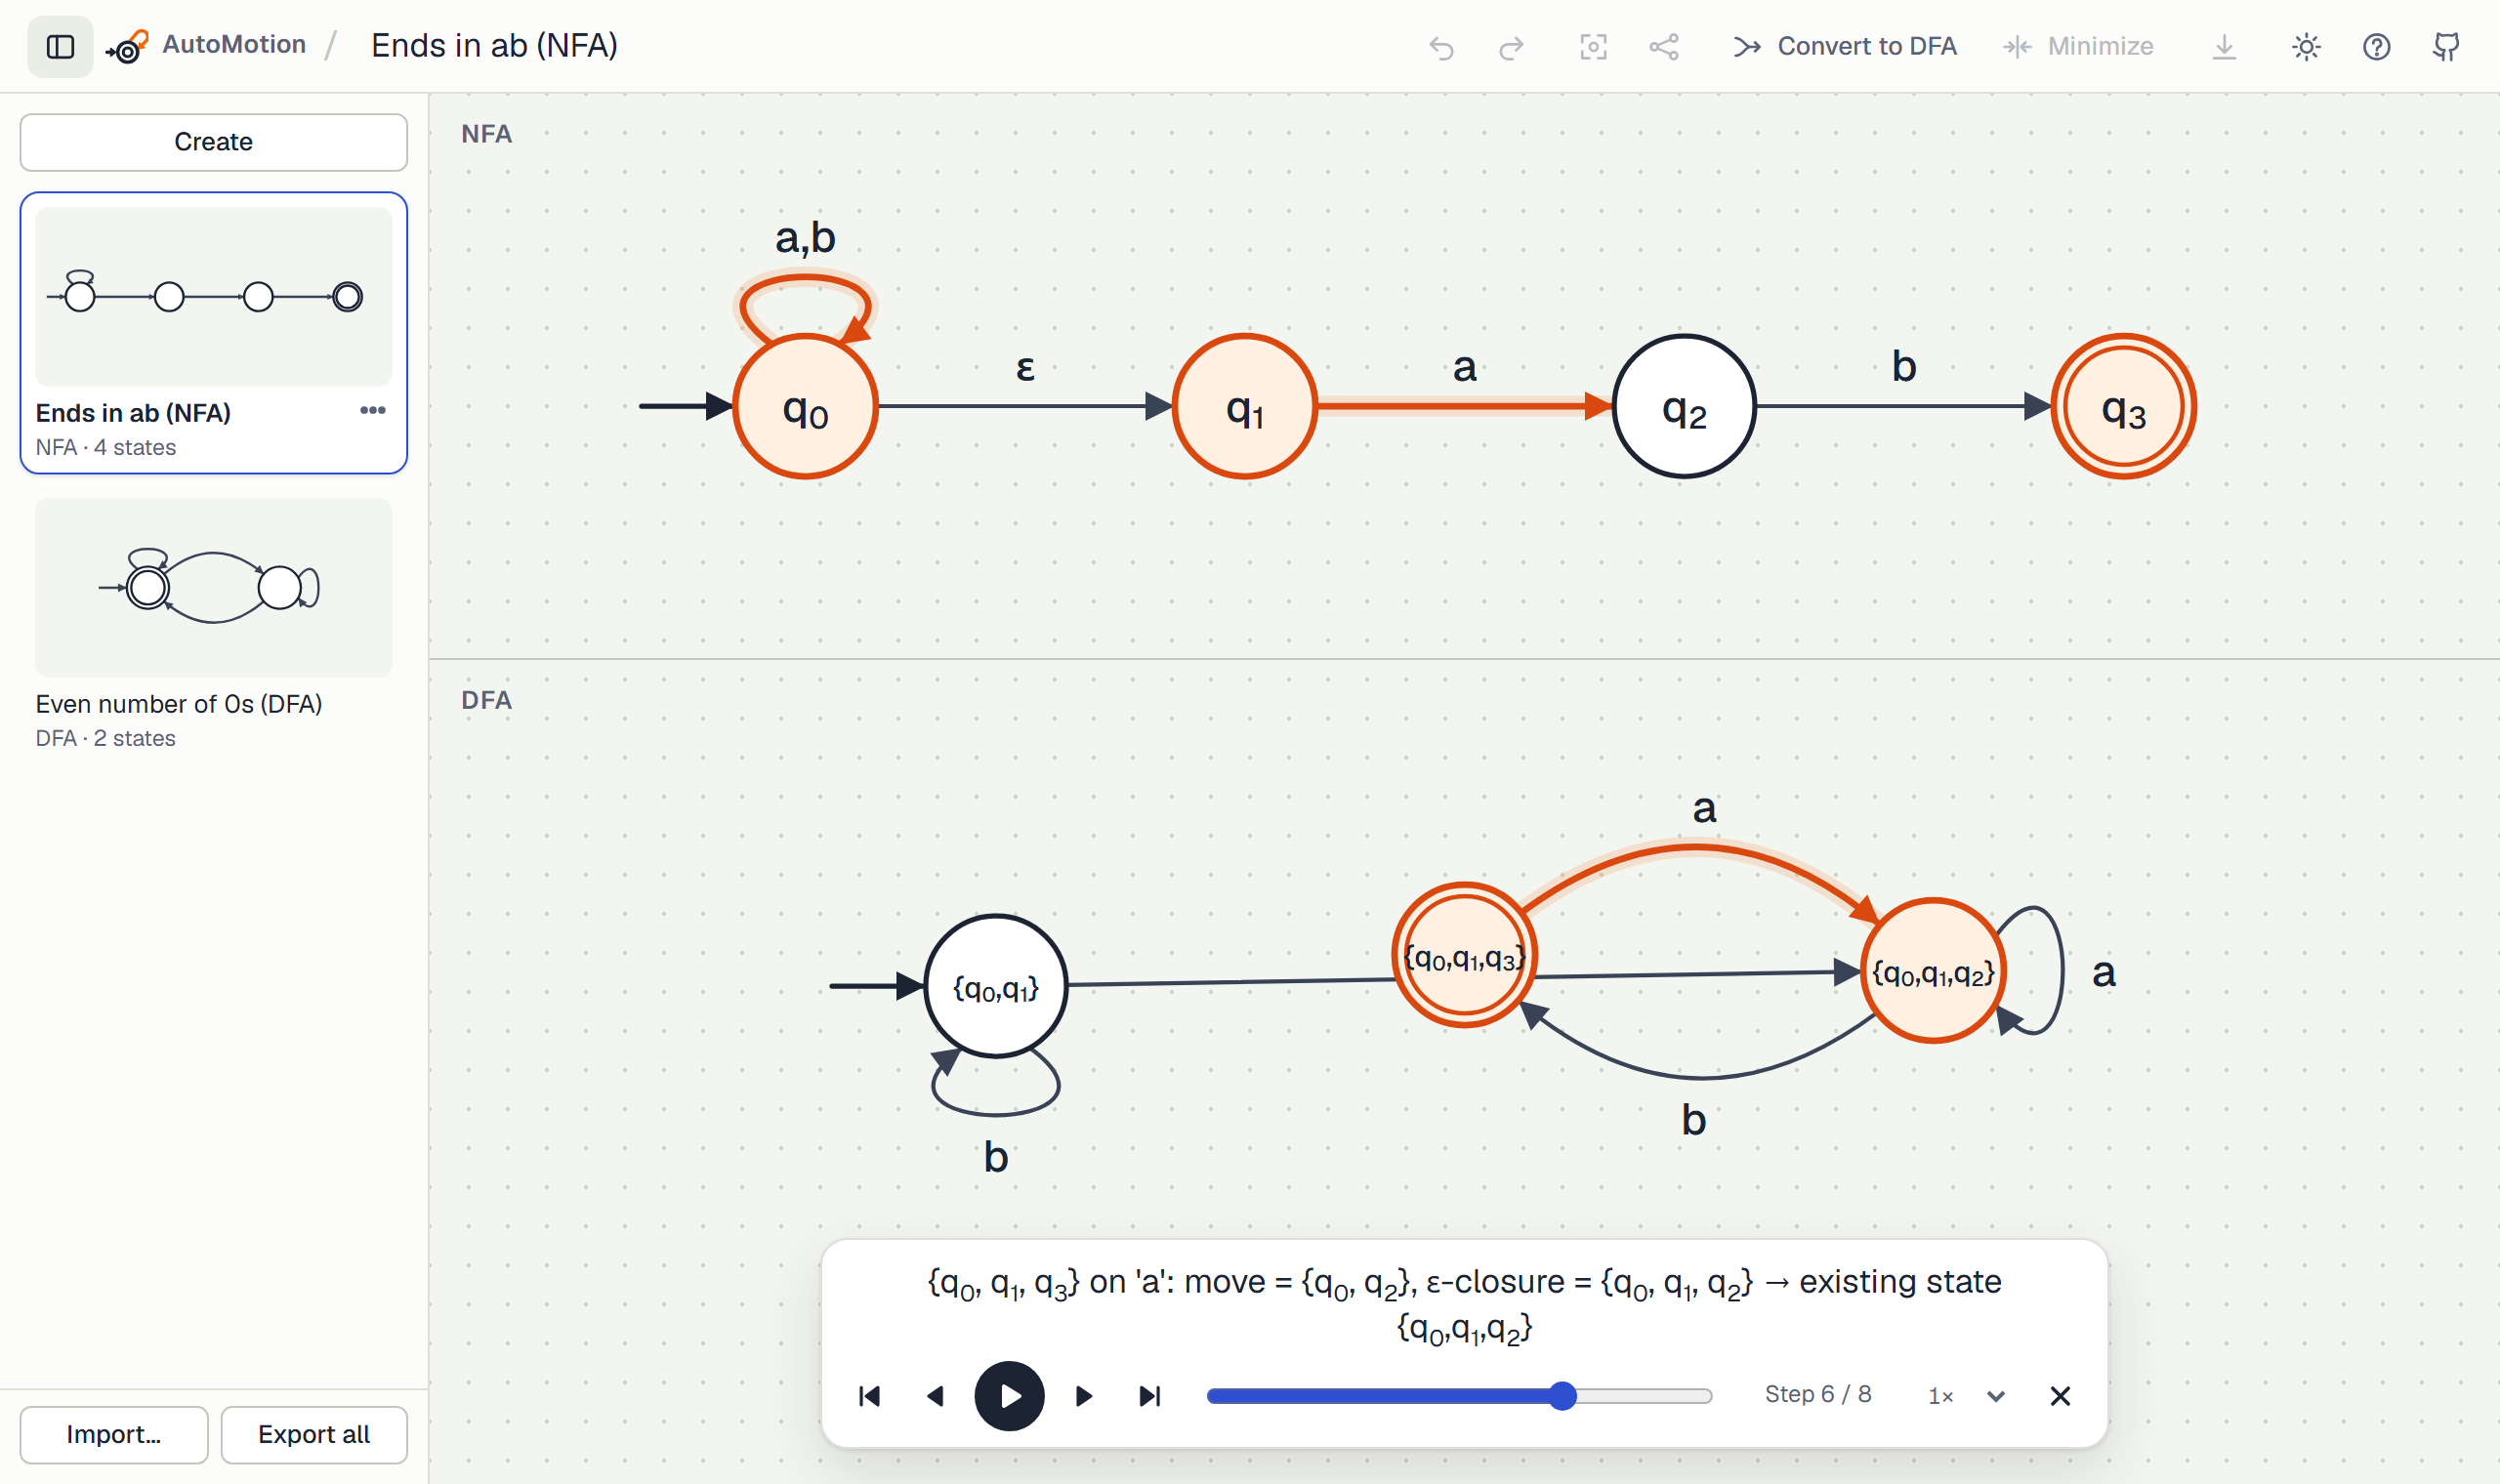 AutoMotion / Ends in ab (NFA)
Convert to DFA
Minimize
Create
Ends in ab (NFA)
NFA · 4 states
Even number of 0s (DFA)
DFA · 2 states
Import...
Export all
NFA
a,b
ε
a
b
q₀
q₁
q₂
q₃
DFA
a
{q₀,q₁,q₃}
{q₀,q₁}
{q₀,q₁,q₂}
a
b
b
{q₀, q₁, q₃} on 'a': move = {q₀, q₂}, ε-closure = {q₀, q₁, q₂} → existing state
{q₀,q₁,q₂}
Step 6 / 8
1×